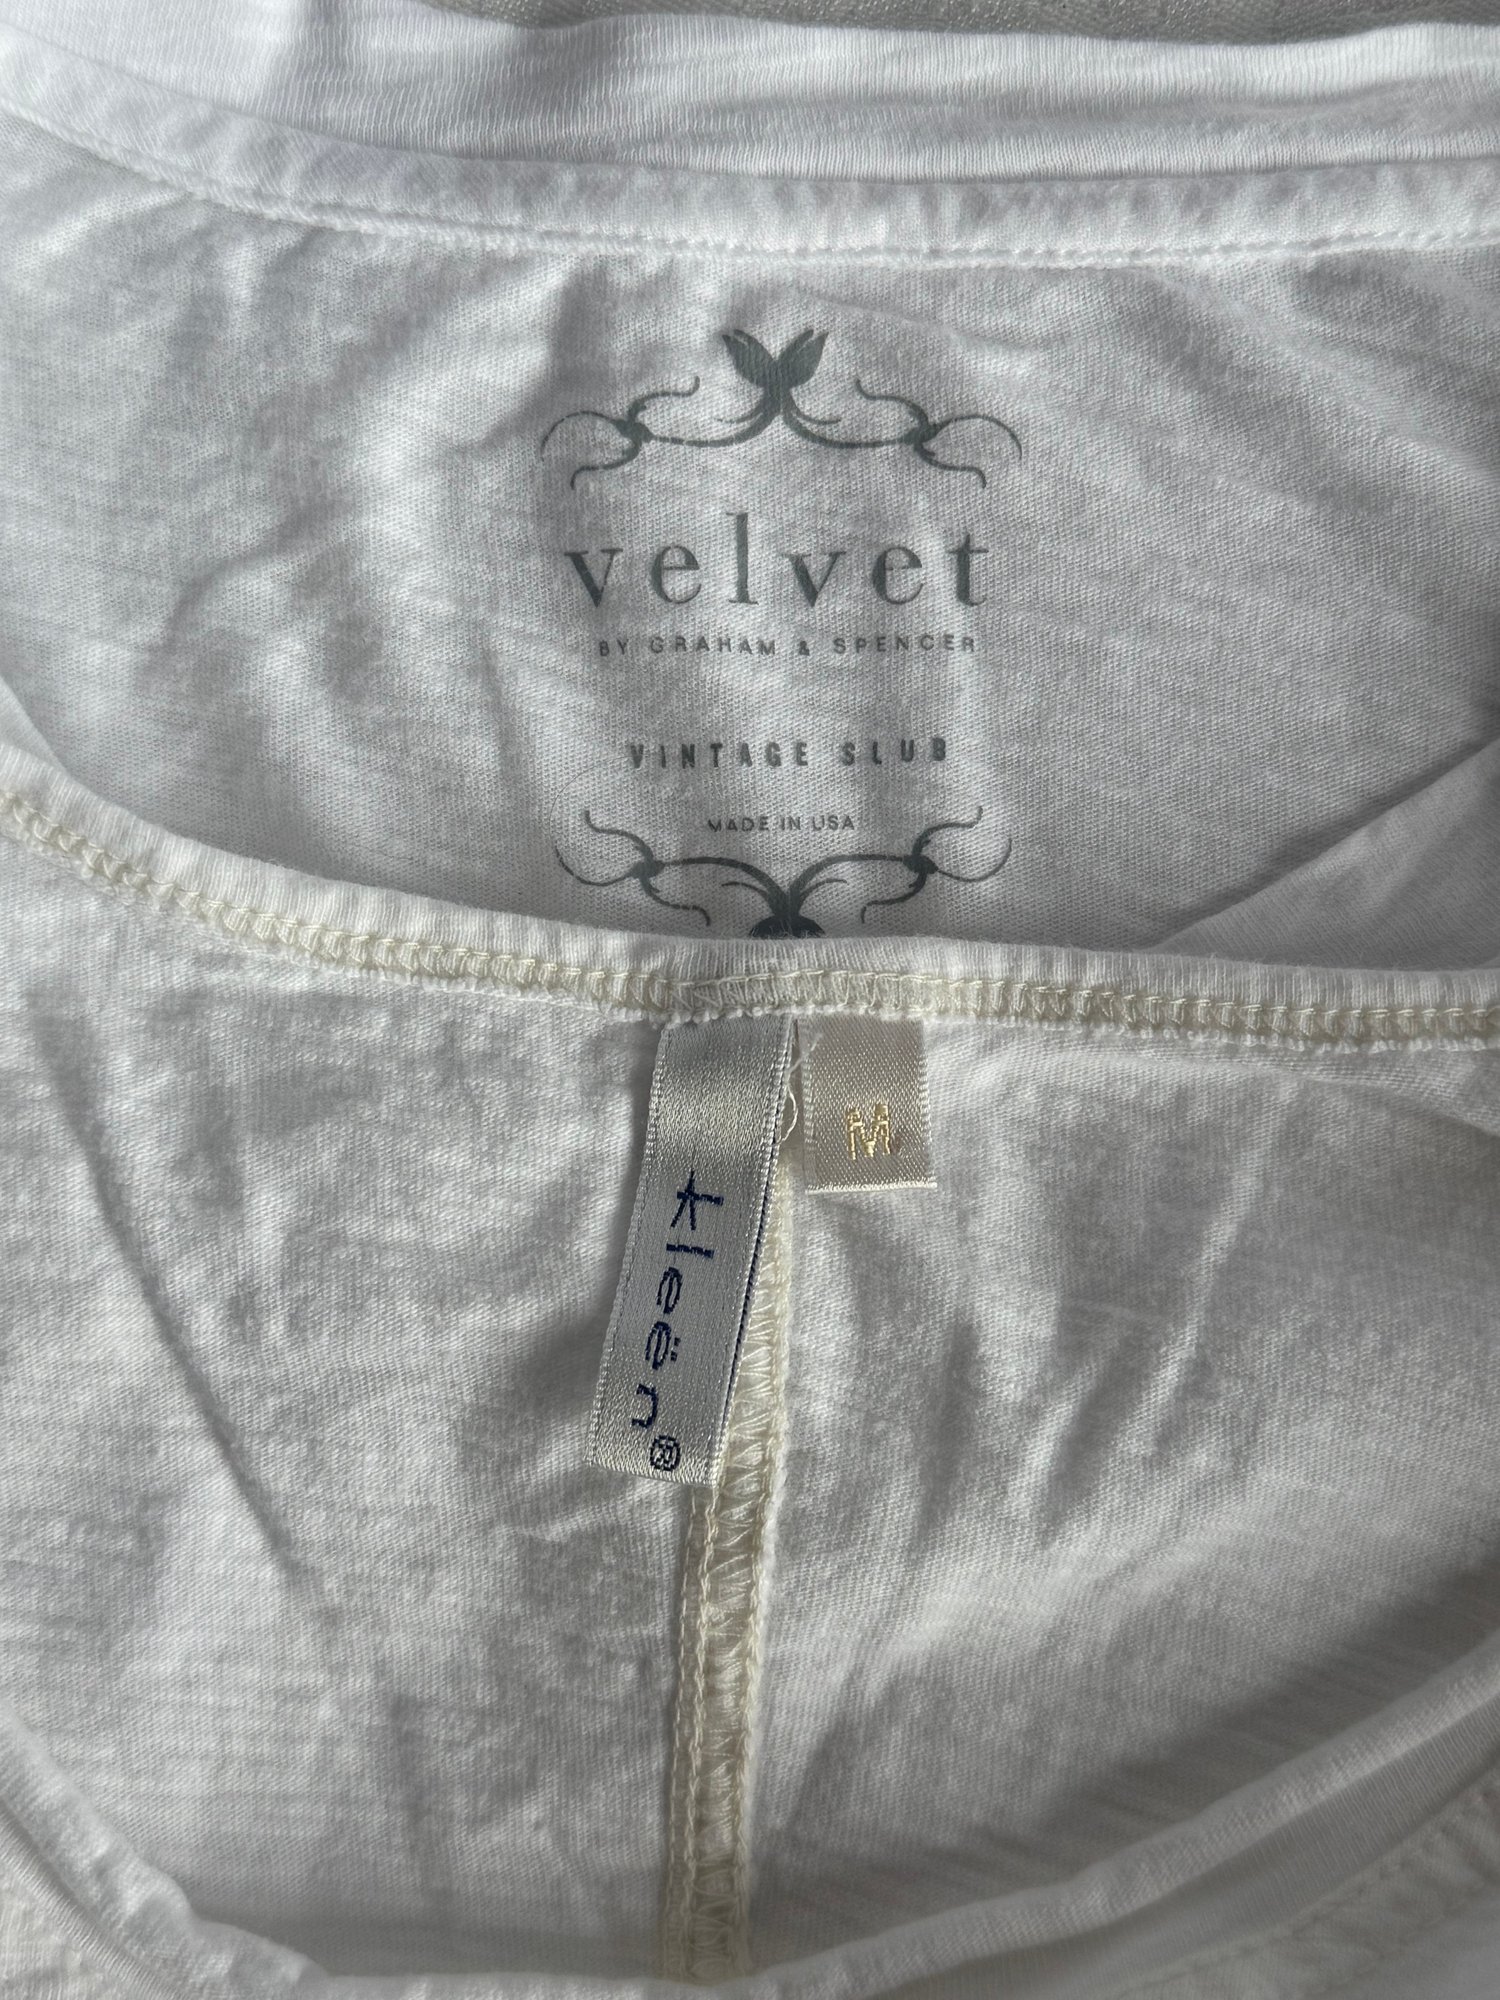 velvet
BY GRAHAM & SPENCER
VINTAGE SLUB
MADE IN USA
M
kleën®